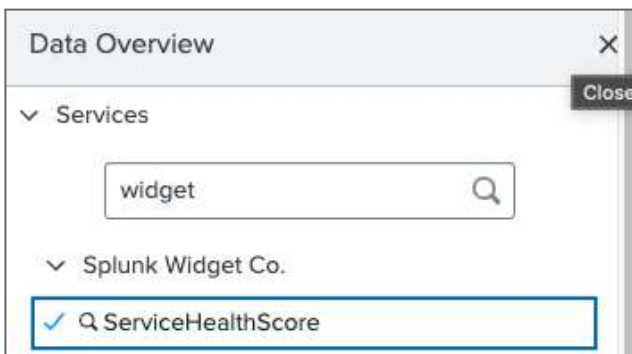 Data Overview
Close
Services
widget
Splunk Widget Co.
ServiceHealthScore